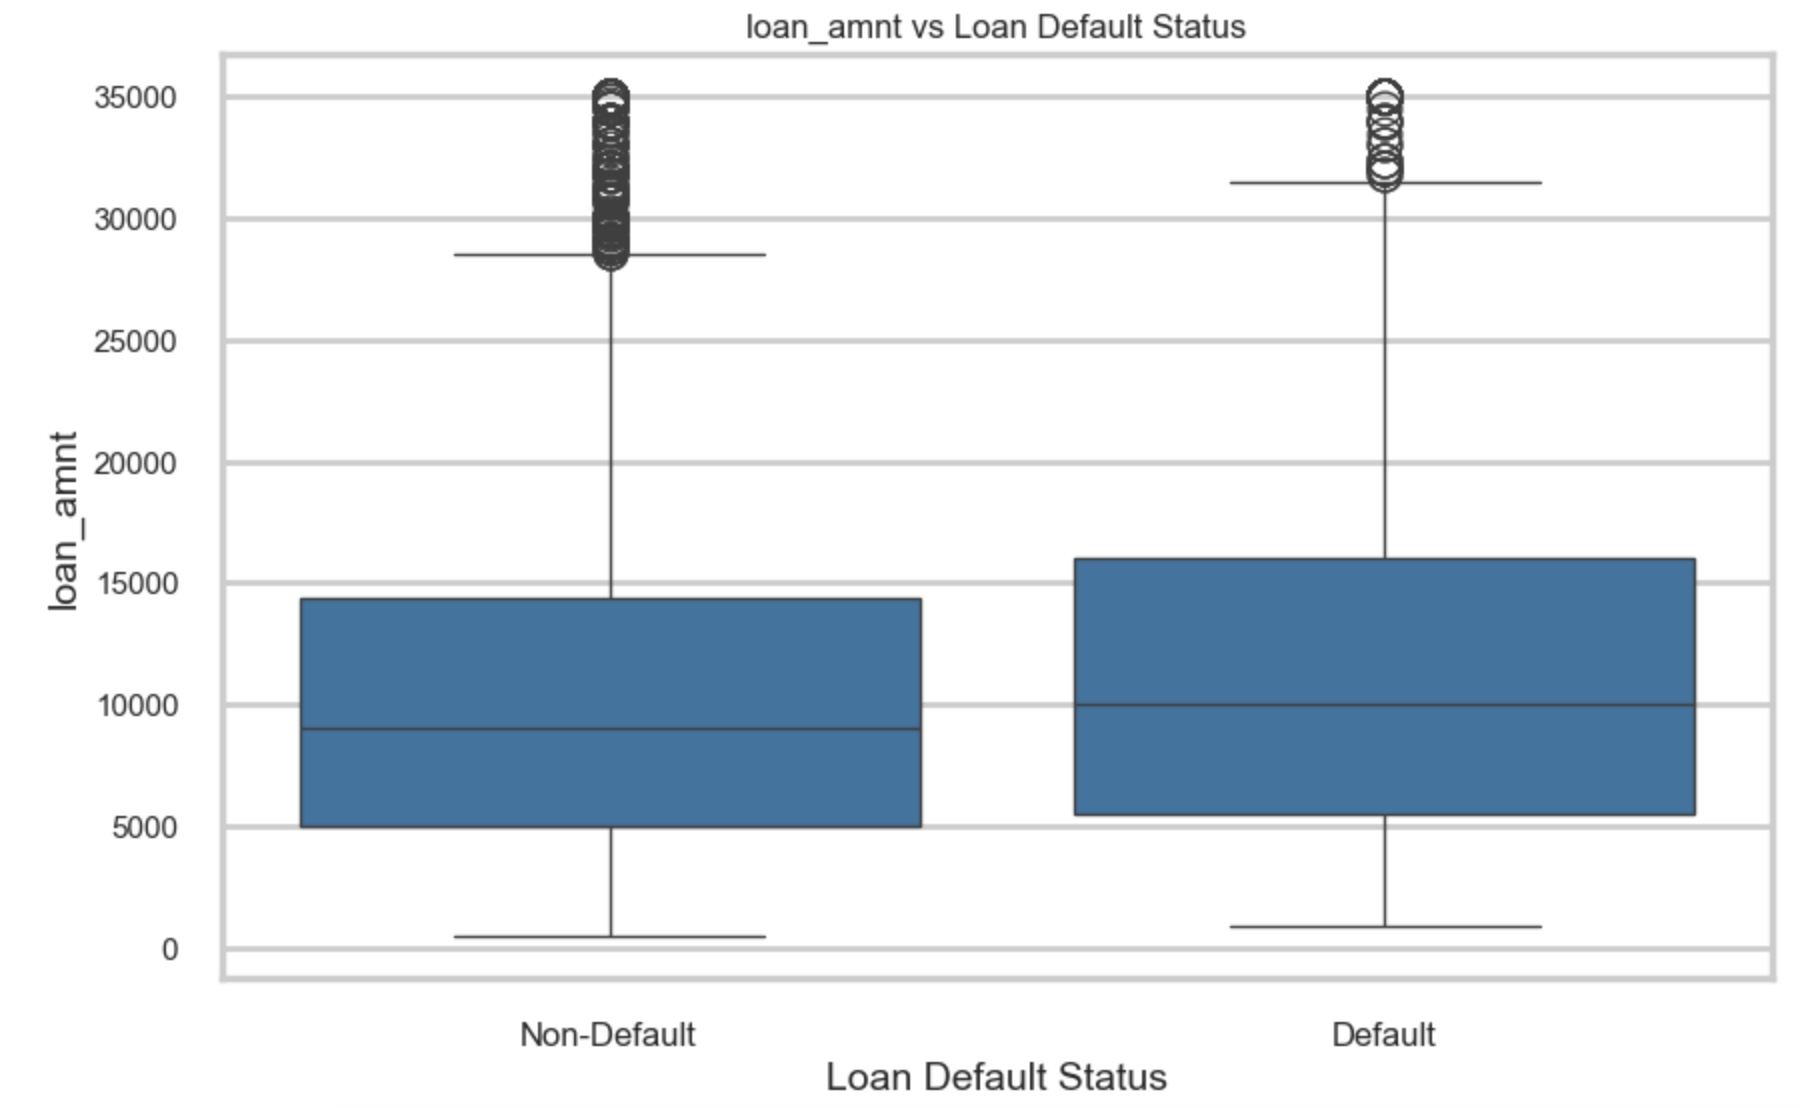 loan_amnt vs Loan Default Status
35000
30000
25000
20000
15000
10000
5000
0
loan_amnt
Non-Default Default
Loan Default Status